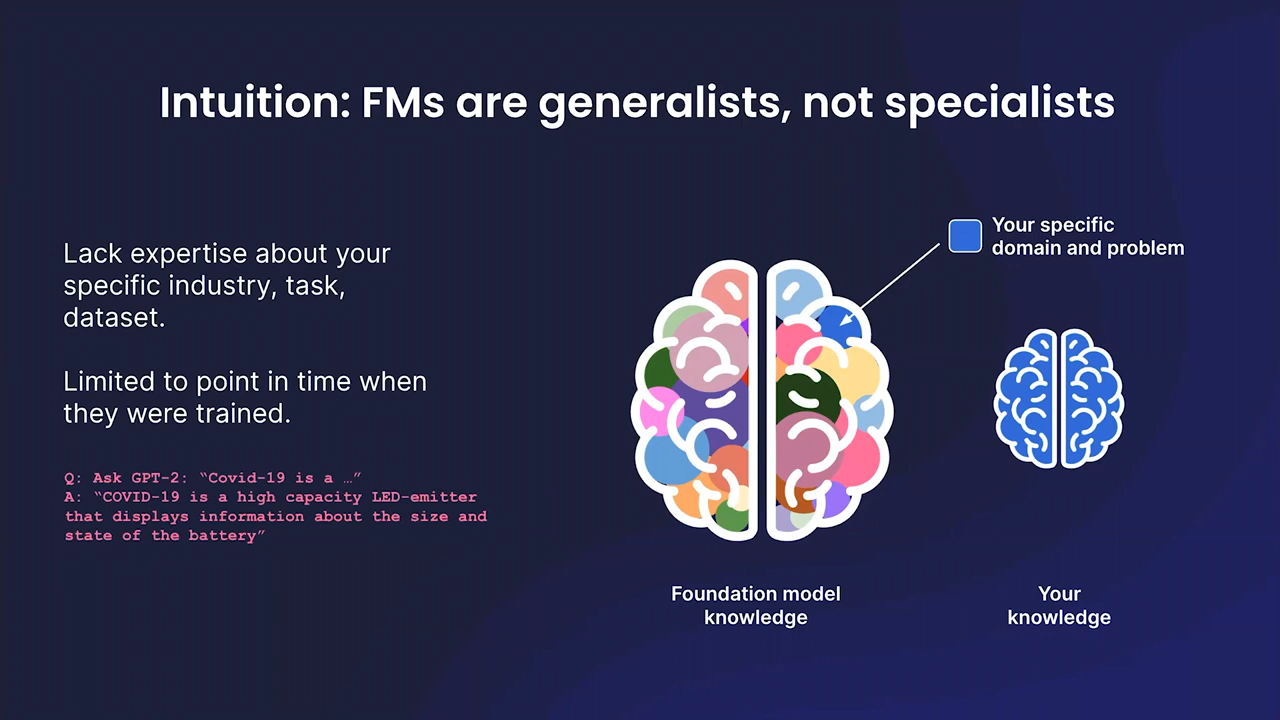 Intuition: FMs are generalists, not specialists
Lack expertise about your
specific industry, task,
dataset.
Limited to point in time when
they were trained.
Q: Ask GPT-2: “Covid-19 is a …”
A: “COVID-19 is a high capacity LED-emitter
that displays information about the size and
state of the battery”
Your specific
domain and problem
Foundation model
knowledge
Your
knowledge